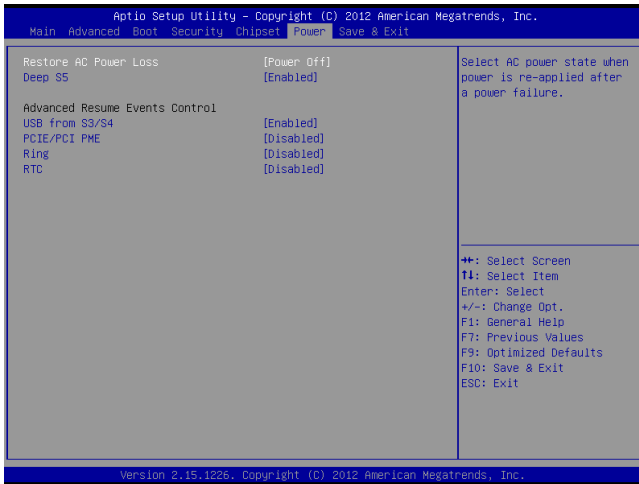 Aptio Setup Utility – Copyright (C) 2012 American Megatrends, Inc.
Main Advanced Boot Security Chipset Power Save & Exit
Restore AC Power Loss [Power Off]
Deep S5 [Enabled]
Advanced Resume Events Control
USB from S3/S4 [Enabled]
PCIE/PCI PME [Disabled]
Ring [Disabled]
RTC [Disabled]
Select AC power state when
power is re-applied after
a power failure.
→←: Select Screen
↑↓: Select Item
Enter: Select
+/-: Change Opt.
F1: General Help
F7: Previous Values
F9: Optimized Defaults
F10: Save & Exit
ESC: Exit
Version 2.15.1226. Copyright (C) 2012 American Megatrends, Inc.